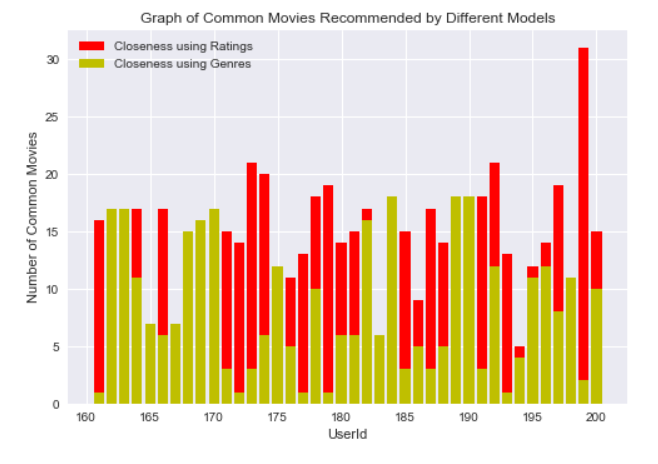 Graph of Common Movies Recommended by Different Models
Closeness using Ratings
Closeness using Genres
Number of Common Movies
30
25
20
15
10
5
0
160 165 170 175 180 185 190 195 200
UserId